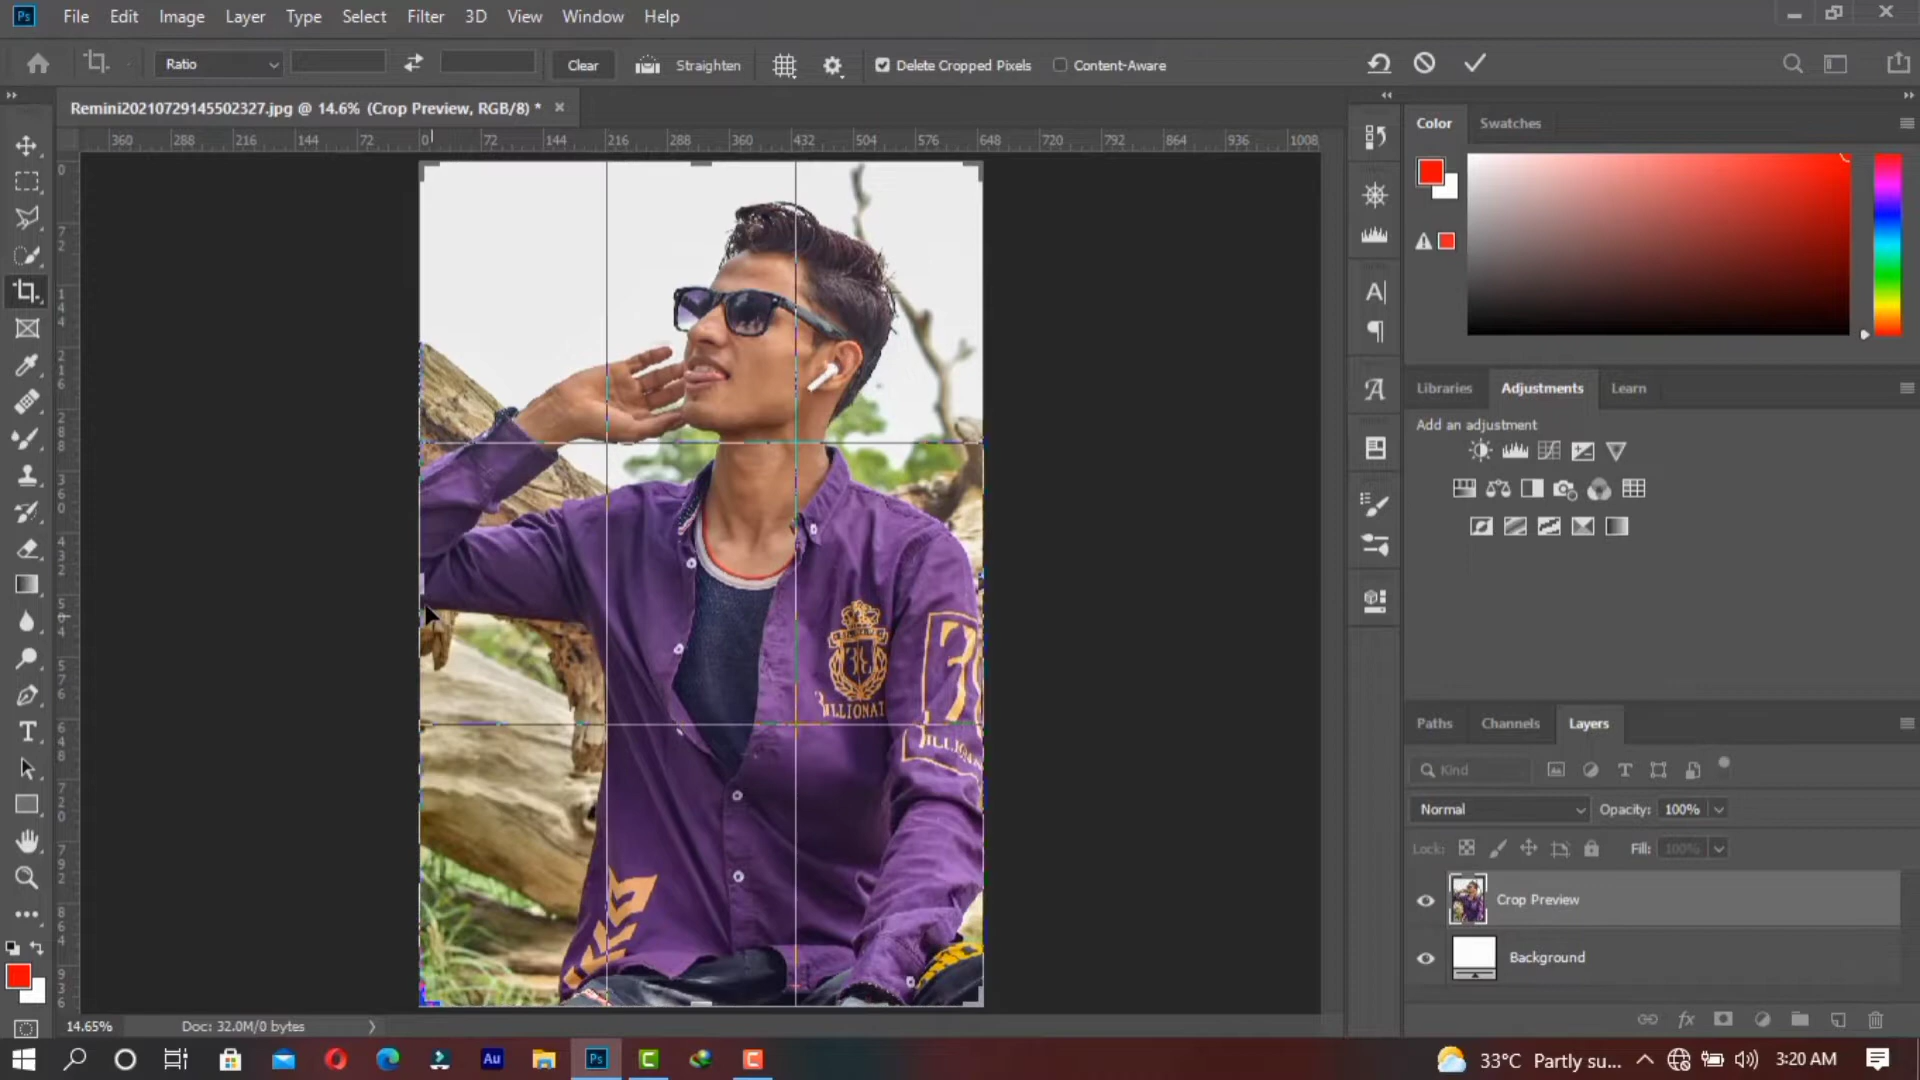 Ps File Edit Image Layer Type Select Filter 3D View Window Help
Ratio Clear Straighten Delete Cropped Pixels Content-Aware
Remini20210729145502327.jpg @ 14.6% (Crop Preview, RGB/8) *
360 288 216 144 72 0 72 144 216 288 360 432 504 576 648 720 792 864 936 1008
Color Swatches
Libraries Adjustments Learn
Add an adjustment
Paths Channels Layers
Kind
Normal Opacity: 100%
Lock: Fill: 100%
Crop Preview
Background
14.65% Doc: 32.0M/0 bytes
Au Ps 33°C Partly su... 3:20 AM